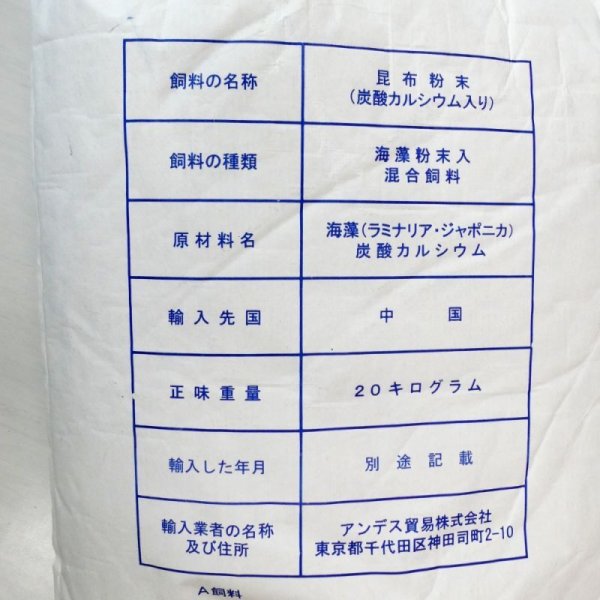 飼料の名称
昆布粉末
(炭酸カルシウム入り)
飼料の種類
海藻粉末入
混合飼料
原材料名
海藻(ラミナリア・ジャポニカ)
炭酸カルシウム
輸入先国
中国
正味重量
20キログラム
輸入した年月
別途記載
輸入業者の名称
及び住所
アンデス貿易株式会社
東京都千代田区神田司町2-10
A飼料